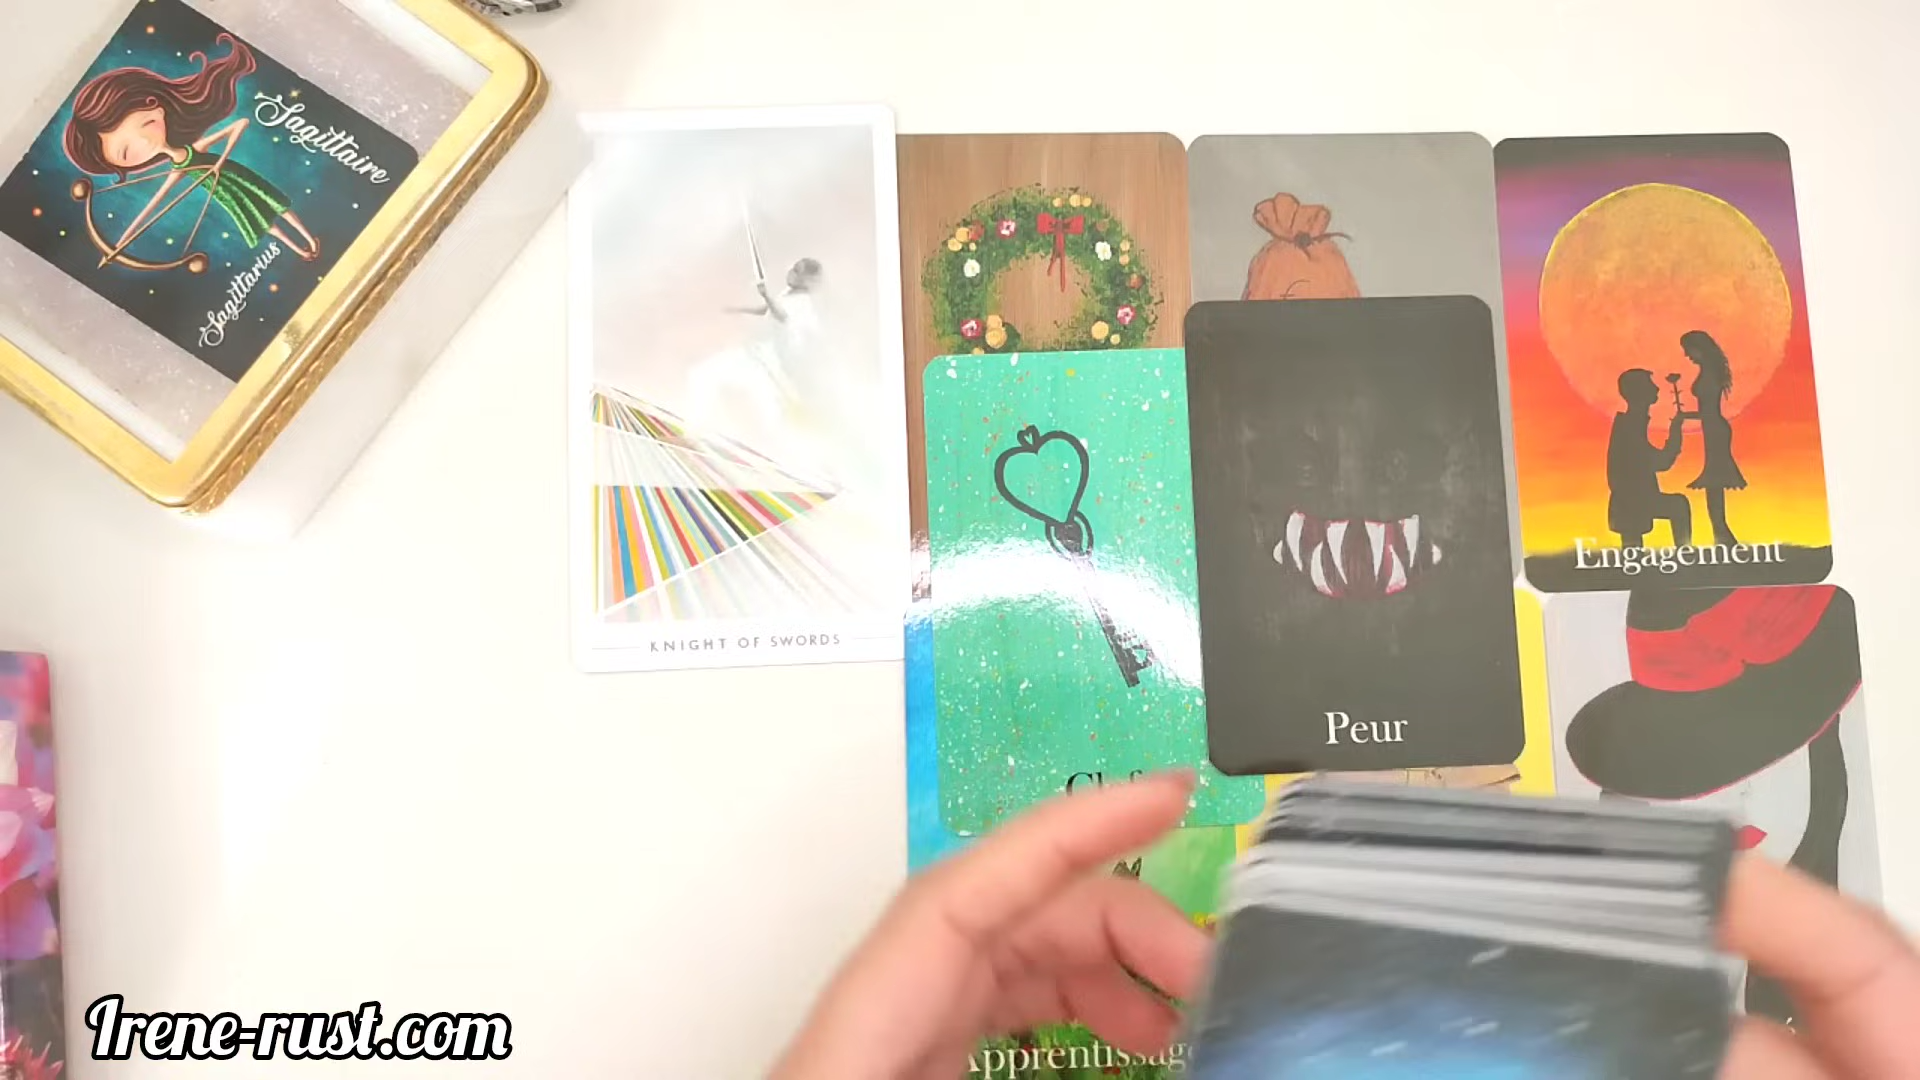 Sagittaire
Sagittarius
KNIGHT OF SWORDS
Engagement
Peur
Irene-rust.com